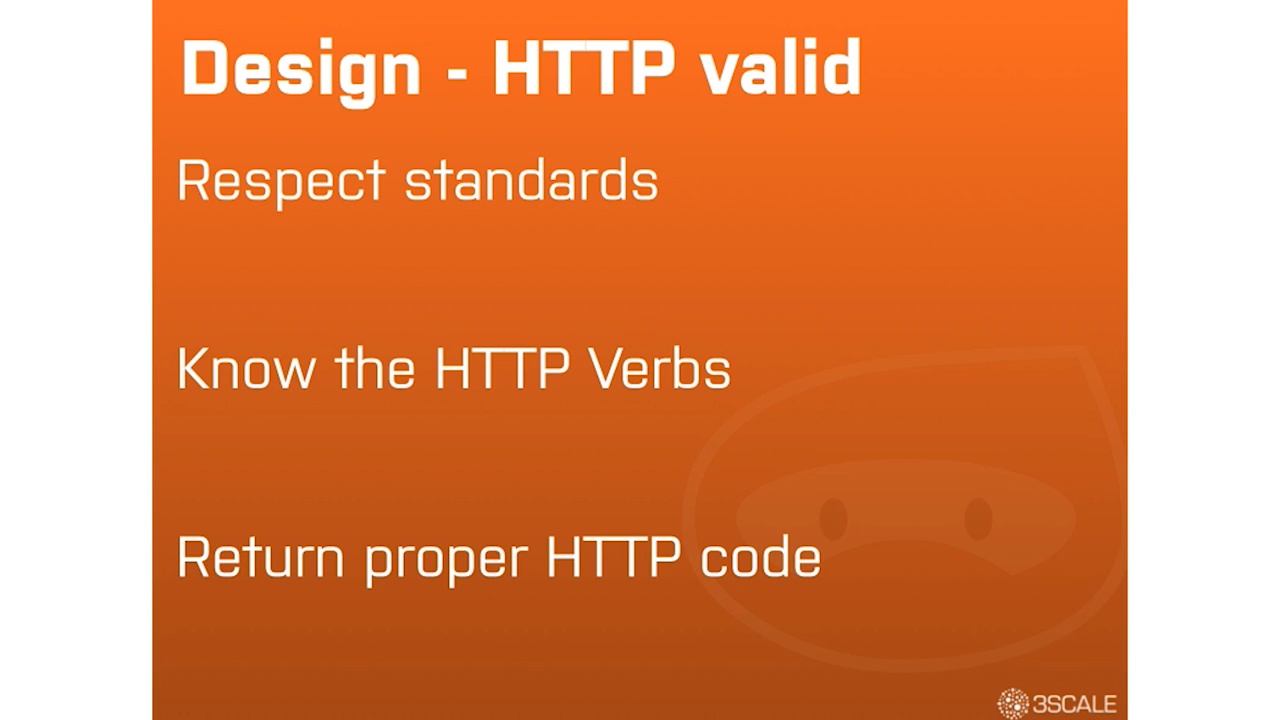 Design - HTTP valid
Respect standards
Know the HTTP Verbs
Return proper HTTP code
3SCALE